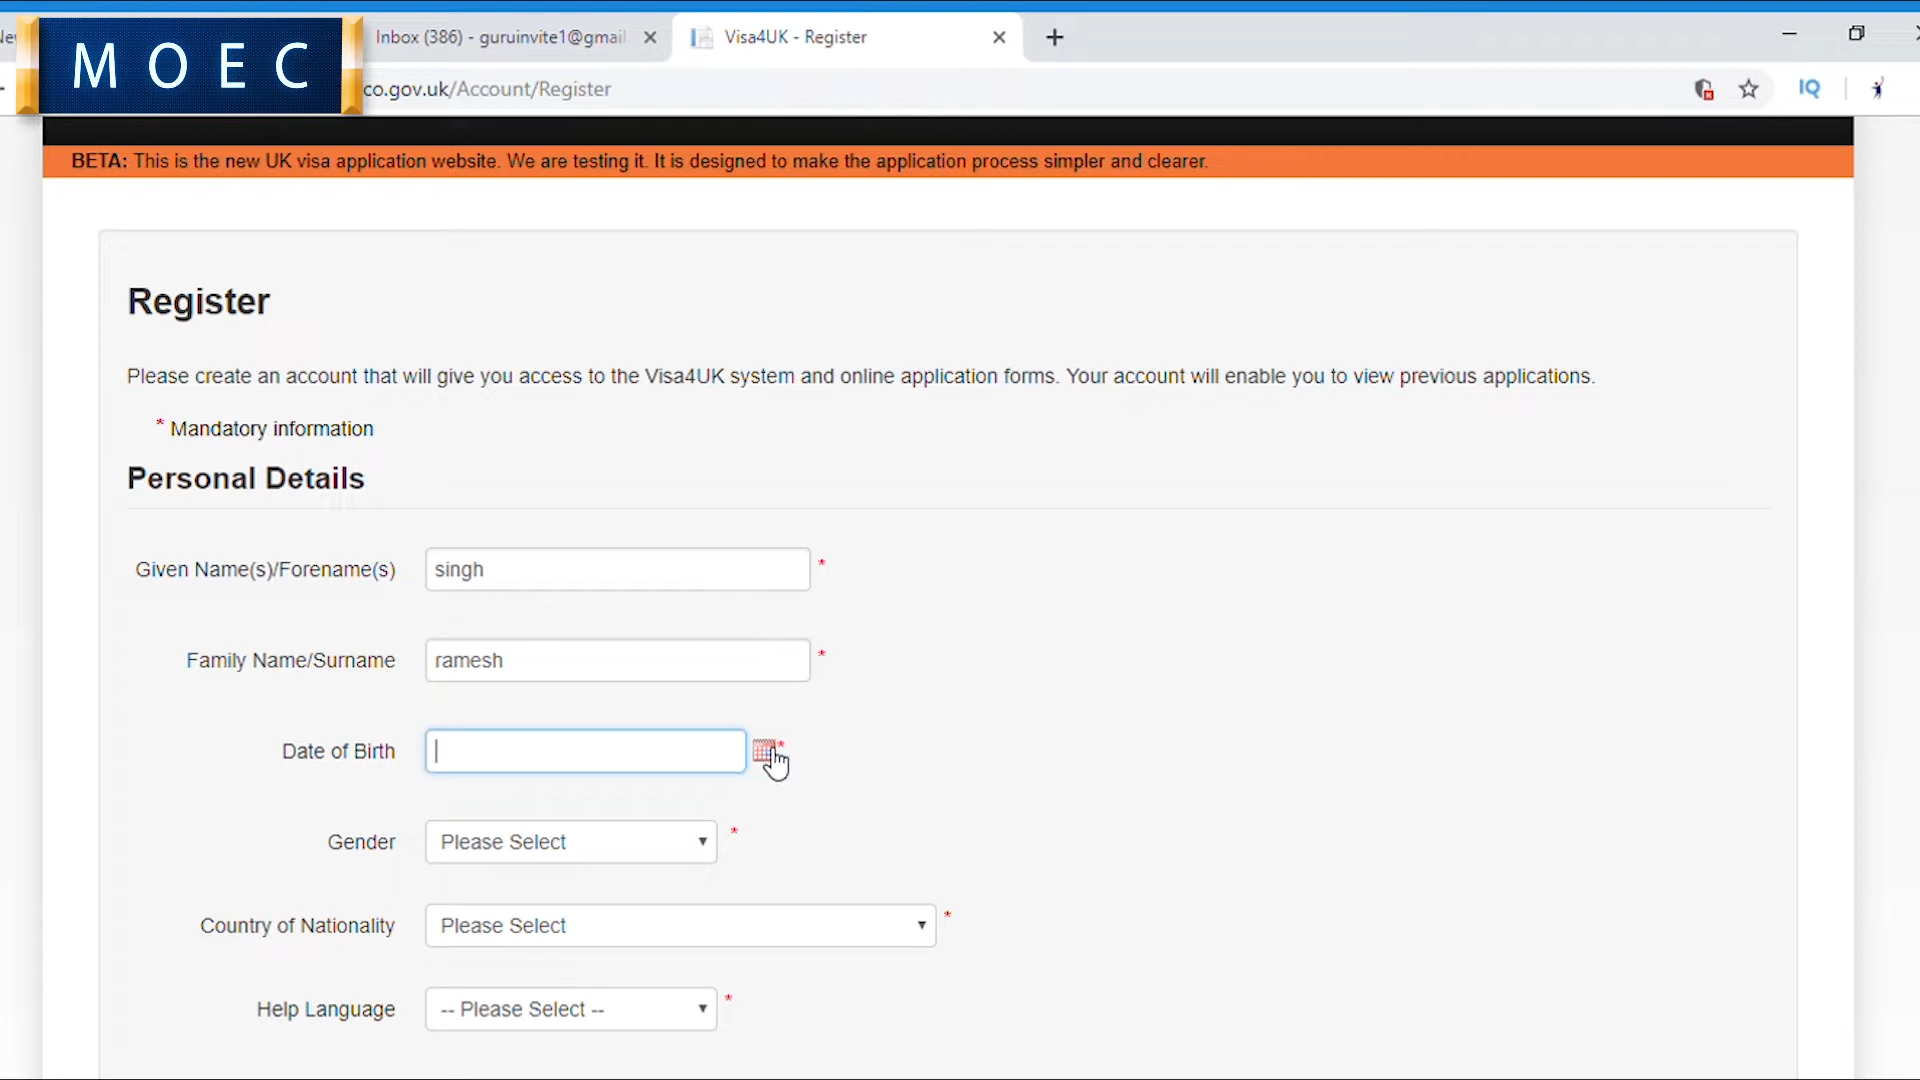 MOEC
Inbox (386) - guruinvite1@gmail
Visa4UK - Register
co.gov.uk/Account/Register
IQ
BETA: This is the new UK visa application website. We are testing it. It is designed to make the application process simpler and clearer.
Register
Please create an account that will give you access to the Visa4UK system and online application forms. Your account will enable you to view previous applications.
* Mandatory information
Personal Details
Given Name(s)/Forename(s) singh *
Family Name/Surname ramesh *
Date of Birth *
Gender Please Select *
Country of Nationality Please Select *
Help Language -- Please Select -- *